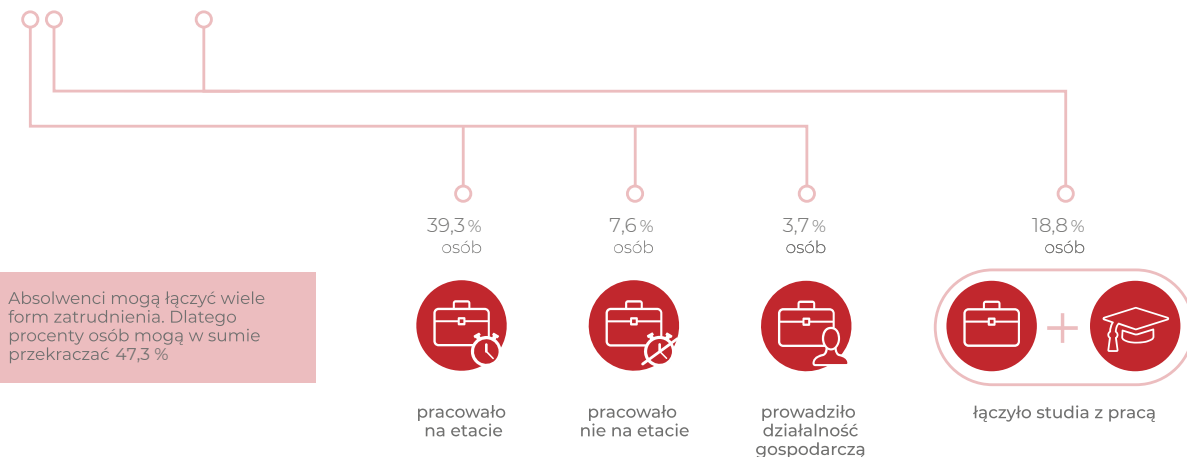 39,3 %
osób
7,6 %
osób
3,7 %
osób
18,8 %
osób
Absolwenci mogą łączyć wiele
form zatrudnienia. Dlatego
procenty osób mogą w sumie
przekraczać 47,3 %
pracowało
na etacie
pracowało
nie na etacie
prowadziło
działalność
gospodarczą
łączyło studia z pracą